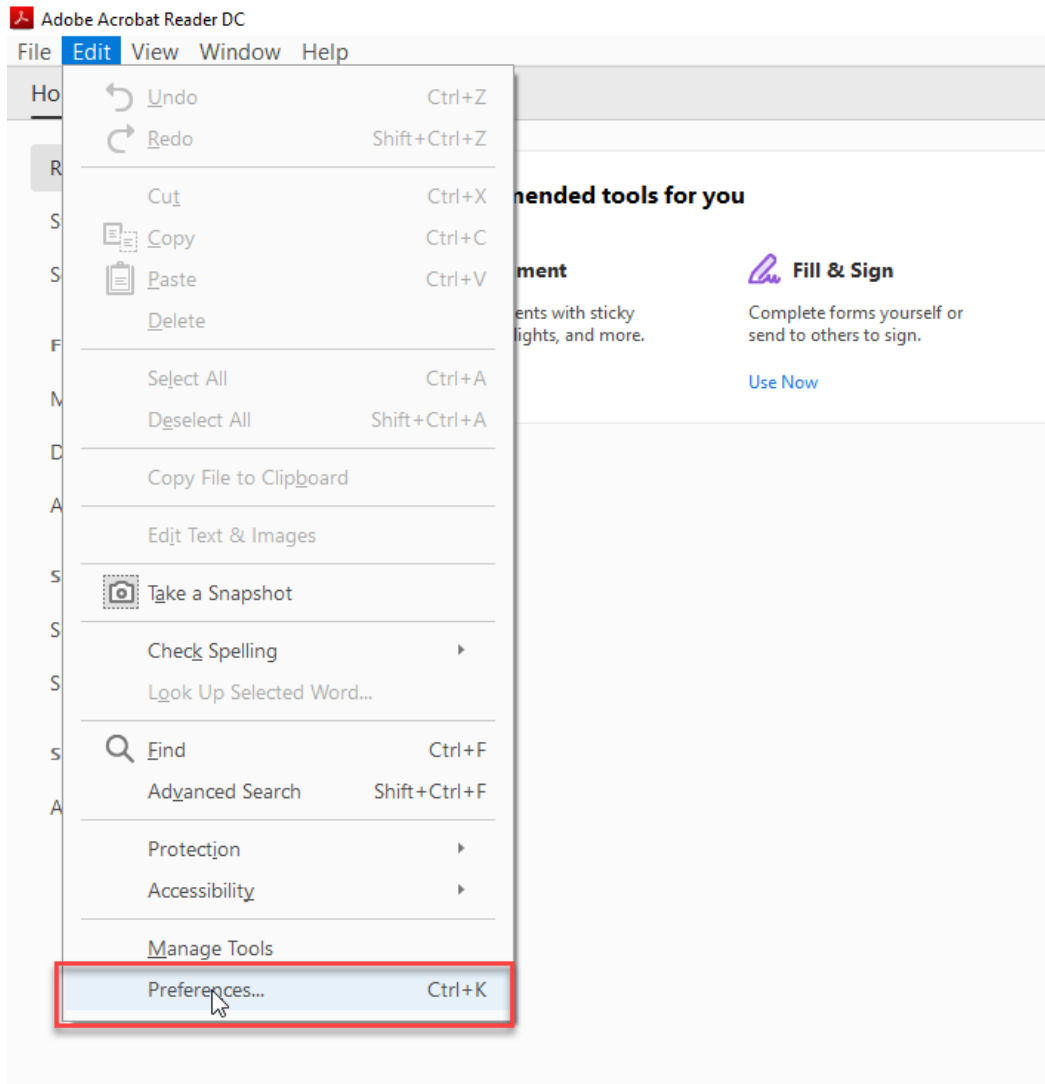 Adobe Acrobat Reader DC
File Edit View Window Help
Ho
Undo Ctrl+Z
Redo Shift+Ctrl+Z
R
Cut Ctrl+X
S
Copy Ctrl+C
S
Paste Ctrl+V
Delete
F
Select All Ctrl+A
M
Deselect All Shift+Ctrl+A
D
Copy File to Clipboard
A
Edit Text & Images
S
Take a Snapshot
S
Check Spelling
S
Look Up Selected Word...
S
Find Ctrl+F
Advanced Search Shift+Ctrl+F
A
Protection
Accessibility
Manage Tools
Preferences... Ctrl+K
nended tools for you
ment
ents with sticky
lights, and more.
Fill & Sign
Complete forms yourself or
send to others to sign.
Use Now